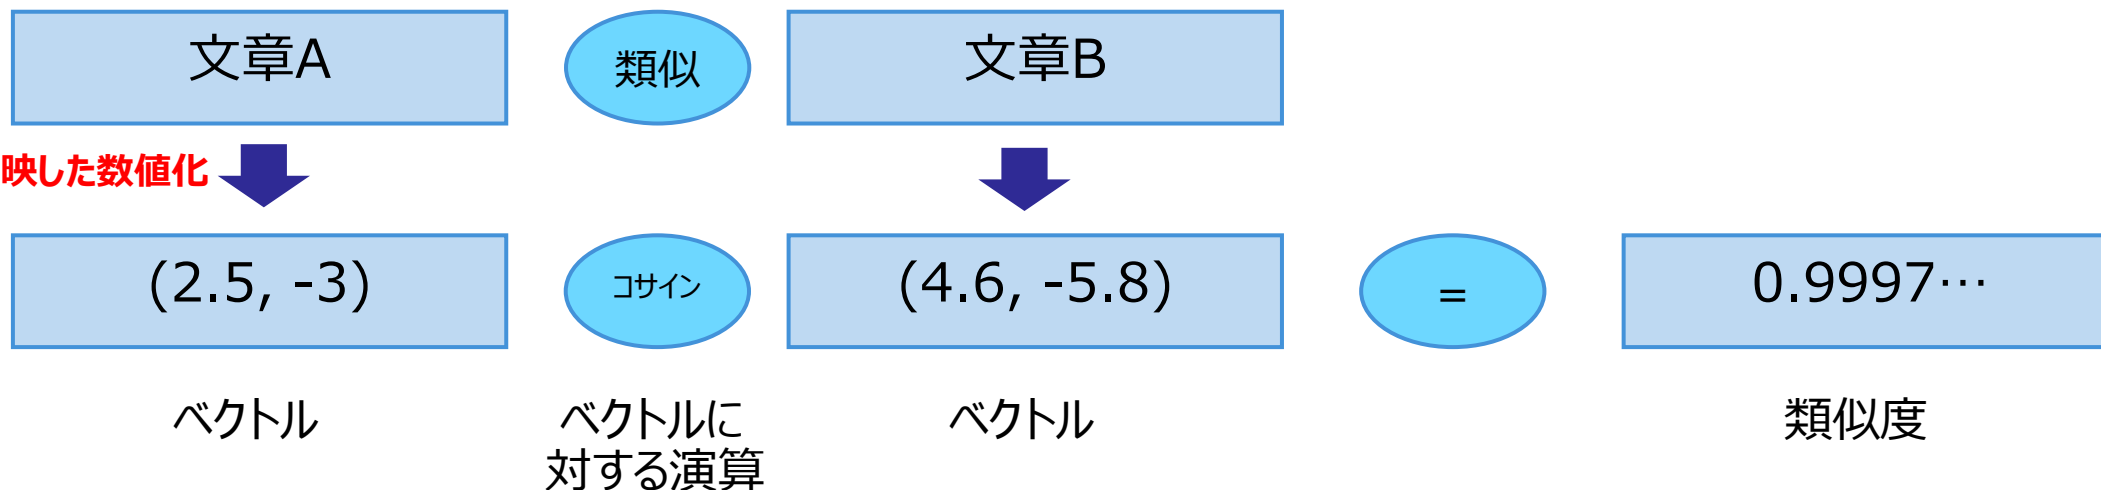 文章A
類似
文章B
映した数値化
(2.5, -3)
コサイン
(4.6, -5.8)
=
0.9997…
ベクトル
ベクトルに
対する演算
ベクトル
類似度